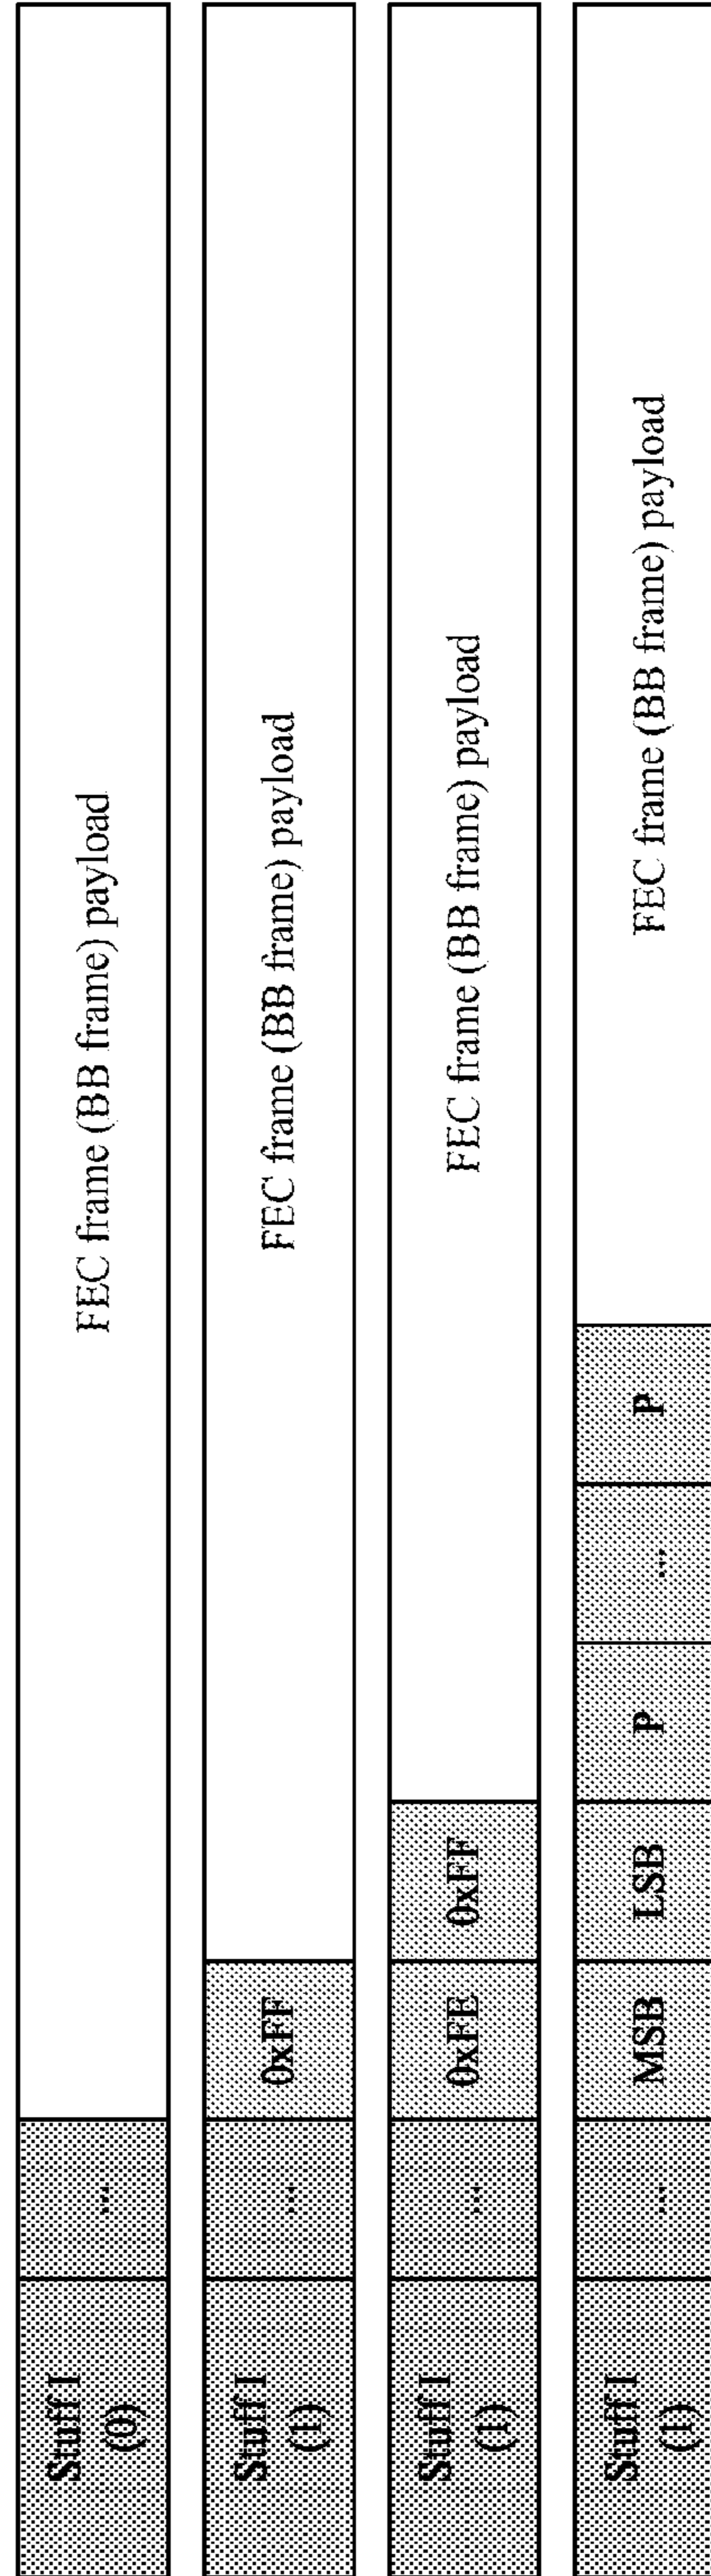 Stuff I
(0)
...
FEC frame (BB frame) payload
Stuff I
(1)
...
0xFF
FEC frame (BB frame) payload
Stuff I
(1)
...
0xFE
0xFF
FEC frame (BB frame) payload
Stuff I
(1)
...
MSB
LSB
P
...
P
FEC frame (BB frame) payload